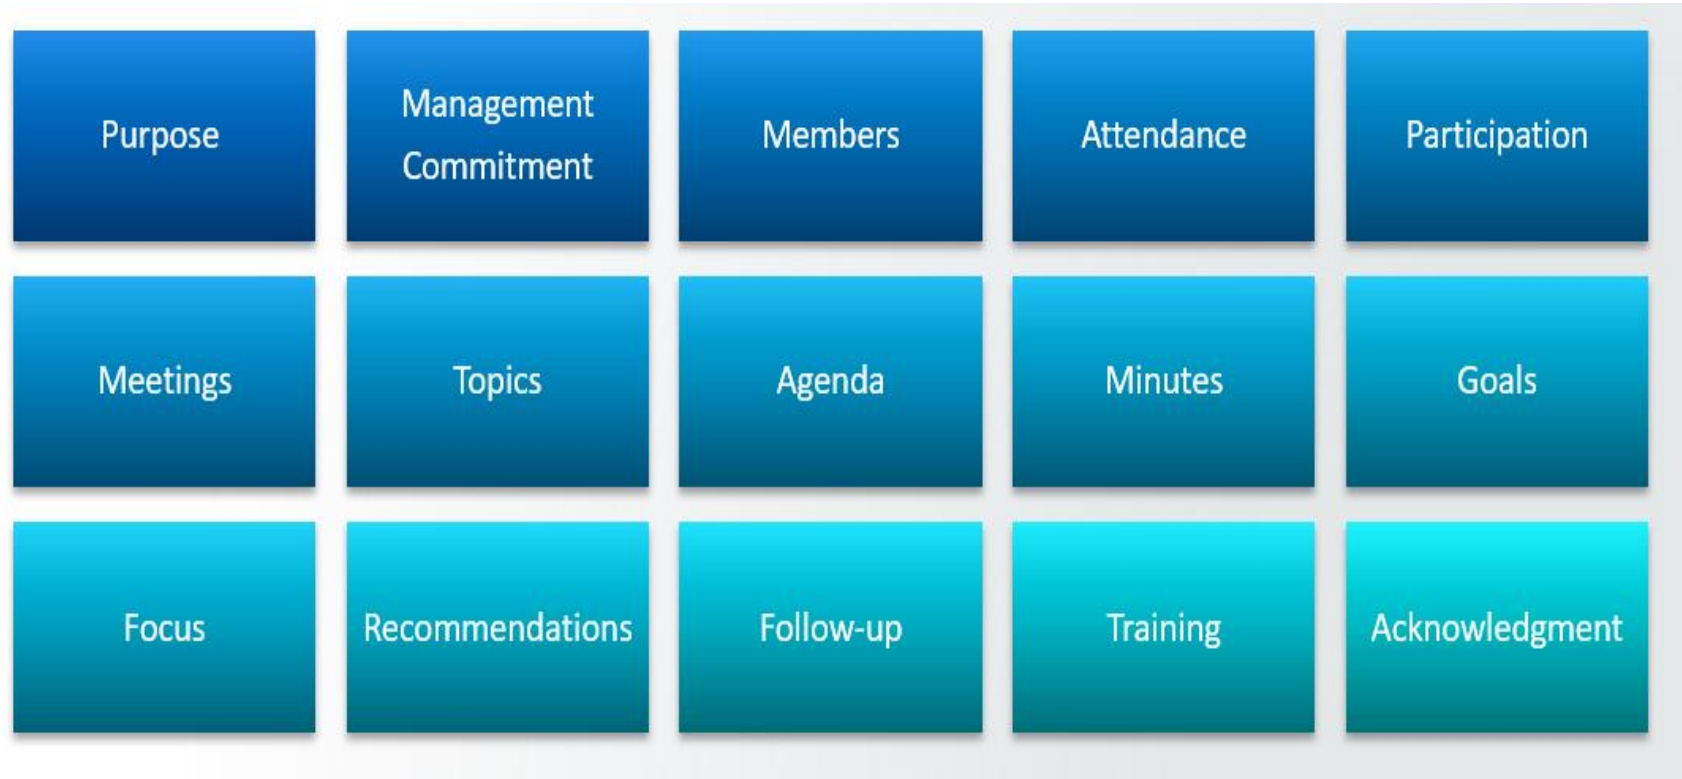 Purpose
Management
Commitment
Members
Attendance
Participation
Meetings
Topics
Agenda
Minutes
Goals
Focus
Recommendations
Follow-up
Training
Acknowledgment